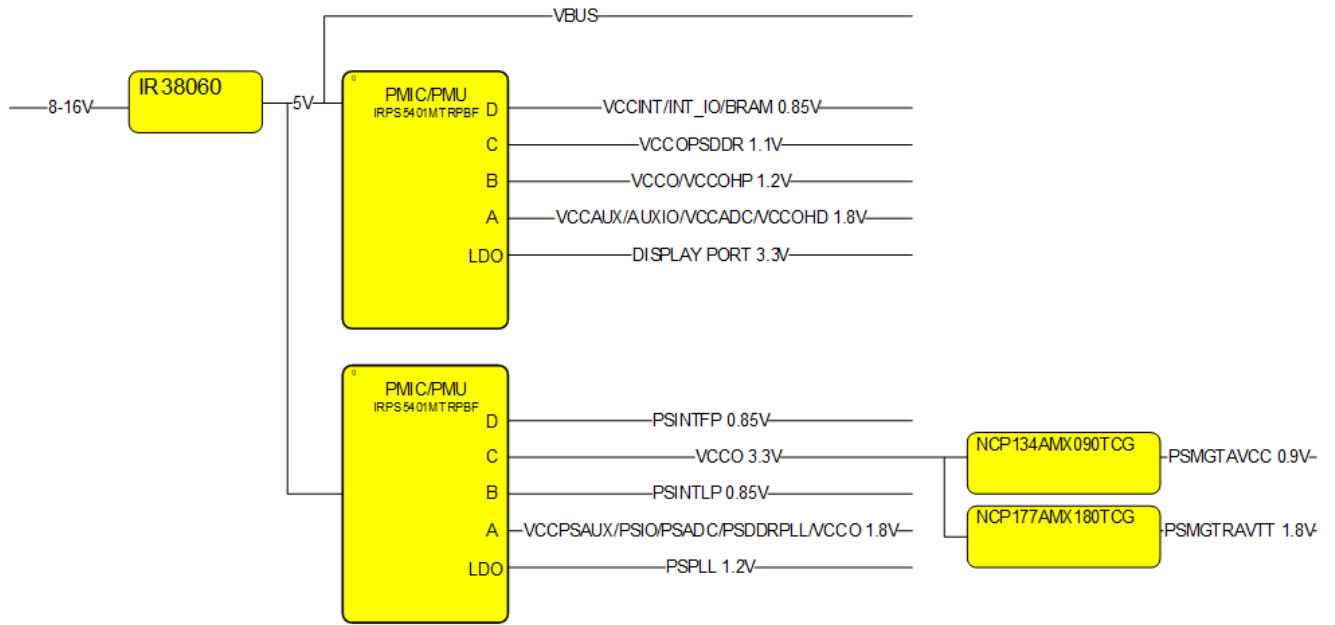 VBUS
IR38060
8-16V
5V
PMIC/PMU
IRPS5401MTRPBF
D
VCCINT/INT_IO/BRAM 0.85V
C
VCCOPSDDR 1.1V
B
VCCO/VCCOHP 1.2V
A
VCCAUX/AUXIO/VCCADC/VCCOHD 1.8V
LDO
DISPLAY PORT 3.3V
PMIC/PMU
IRPS5401MTRPBF
D
PSINTFP 0.85V
C
VCCO 3.3V
NCP134AMX090TCG
PSMGTAVCC 0.9V
B
PSINTLP 0.85V
NCP177AMX180TCG
A
VCCPSAUX/PSIO/PSADC/PSDDRPLL/VCCO 1.8V
PSMGTRAVTT 1.8V
LDO
PSPLL 1.2V